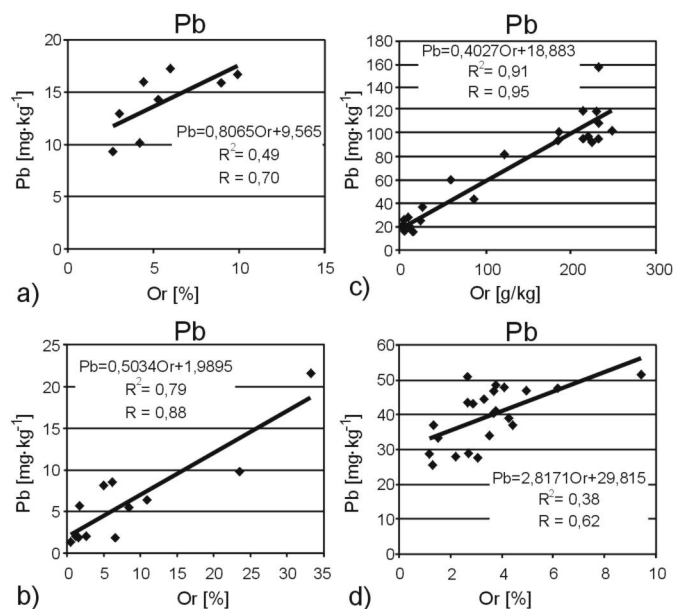 Pb
Pb [mg·kg⁻¹]
20
15
10
5
0
Pb=0,8065Or+9,565
R²= 0,49
R = 0,70
0 5 10 15
a)
Or [%]
Pb
Pb [mg·kg⁻¹]
180
160
140
120
100
80
60
40
20
0
Pb=0,4027Or+18,883
R²= 0,91
R = 0,95
0 100 200 300
c)
Or [g/kg]
Pb
Pb [mg·kg⁻¹]
25
20
15
10
5
0
Pb=0,5034Or+1,9895
R²= 0,79
R = 0,88
0 5 10 15 20 25 30 35
b)
Or [%]
Pb
Pb [mg·kg⁻¹]
60
50
40
30
20
10
0
Pb=2,8171Or+29,815
R²= 0,38
R = 0,62
0 2 4 6 8 10
d)
Or [%]